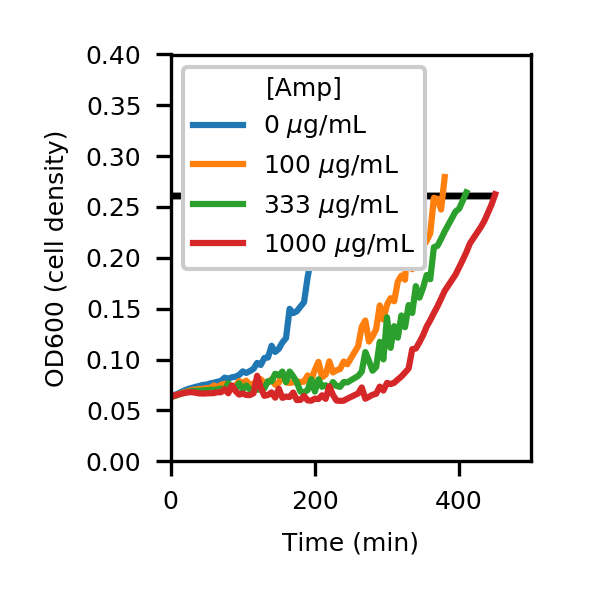 0.40
0.35
0.30
0.25
0.20
0.15
0.10
0.05
0.00
OD600 (cell density)
[Amp]
0 μg/mL
100 μg/mL
333 μg/mL
1000 μg/mL
0
200
400
Time (min)